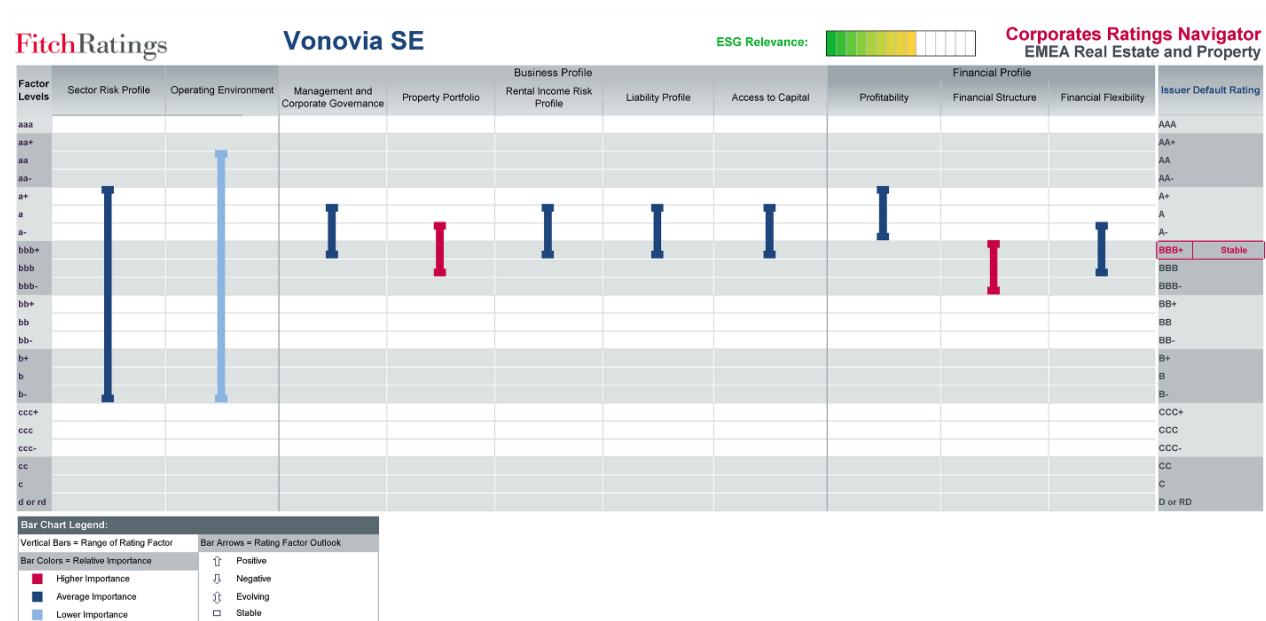 FitchRatings
Vonovia SE
ESG Relevance:
Corporates Ratings Navigator
EMEA Real Estate and Property
Factor Levels
Sector Risk Profile
Operating Environment
Business Profile
Management and Corporate Governance
Property Portfolio
Rental Income Risk Profile
Liability Profile
Access to Capital
Financial Profile
Profitability
Financial Structure
Financial Flexibility
Issuer Default Rating
aaa AAA
aa+ AA+
aa AA
aa- AA-
a+ A+
a A
a- A-
bbb+ BBB+ Stable
bbb BBB
bbb- BBB-
bb+ BB+
bb BB
bb- BB-
b+ B+
b B
b- B-
ccc+ CCC+
ccc CCC
ccc- CCC-
cc CC
c C
d or rd D or RD
Bar Chart Legend:
Vertical Bars = Range of Rating Factor
Bar Colors = Relative Importance
Higher Importance
Average Importance
Lower Importance
Bar Arrows = Rating Factor Outlook
Positive
Negative
Evolving
Stable